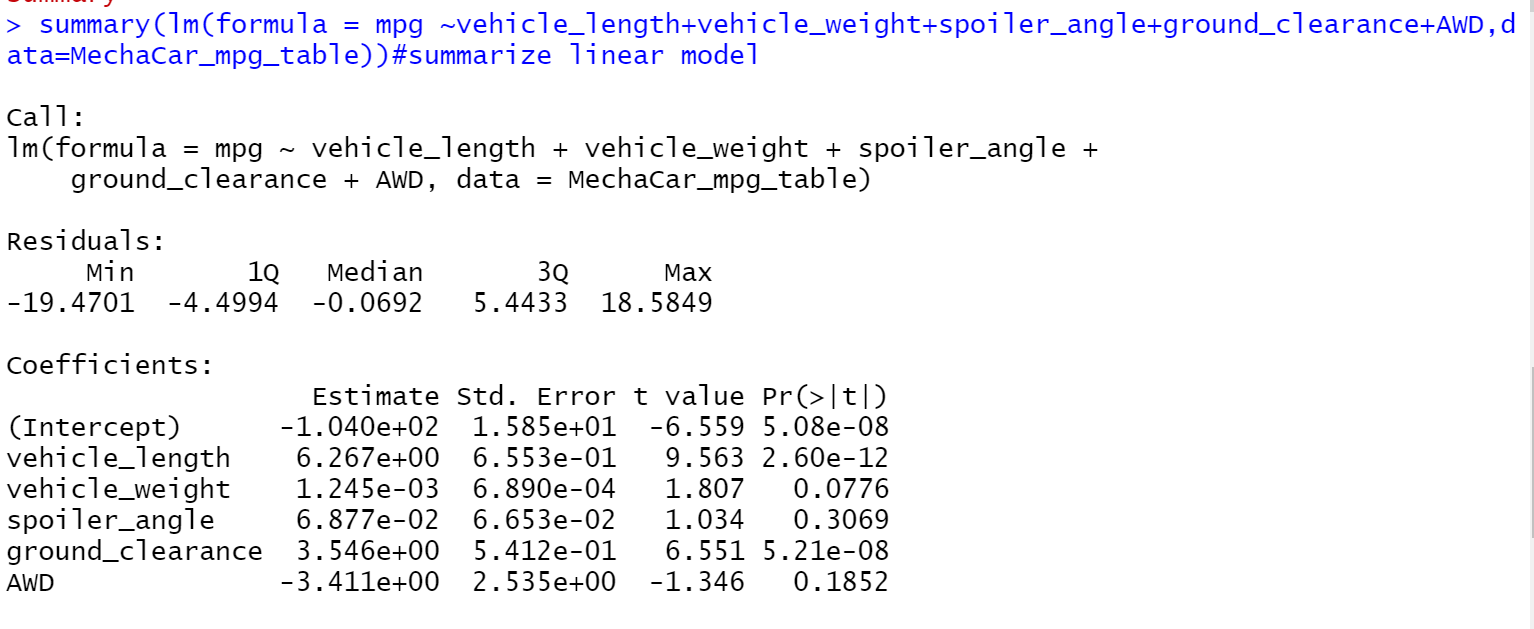 Summary
> summary(lm(formula = mpg ~vehicle_length+vehicle_weight+spoiler_angle+ground_clearance+AWD,d
ata=MechaCar_mpg_table))#summarize linear model
Call:
lm(formula = mpg ~ vehicle_length + vehicle_weight + spoiler_angle +
    ground_clearance + AWD, data = MechaCar_mpg_table)
Residuals:
     Min       1Q   Median       3Q      Max
-19.4701  -4.4994  -0.0692   5.4433  18.5849
Coefficients:
                   Estimate Std. Error t value Pr(>|t|)
(Intercept)      -1.040e+02  1.585e+01  -6.559 5.08e-08
vehicle_length    6.267e+00  6.553e-01   9.563 2.60e-12
vehicle_weight    1.245e-03  6.890e-04   1.807   0.0776
spoiler_angle     6.877e-02  6.653e-02   1.034   0.3069
ground_clearance  3.546e+00  5.412e-01   6.551 5.21e-08
AWD              -3.411e+00  2.535e+00  -1.346   0.1852